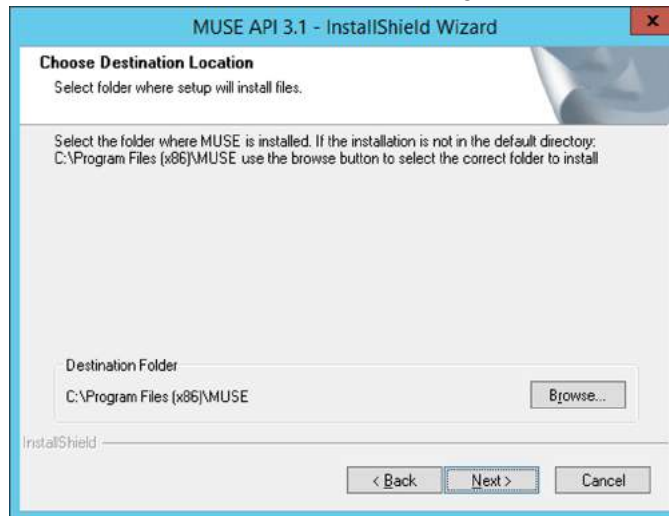 MUSE API 3.1 - InstallShield Wizard
x
Choose Destination Location
Select folder where setup will install files.
Select the folder where MUSE is installed. If the installation is not in the default directory:
C:\Program Files (x86)\MUSE use the browse button to select the correct folder to install
Destination Folder
C:\Program Files (x86)\MUSE
Browse...
InstallShield
< Back
Next >
Cancel